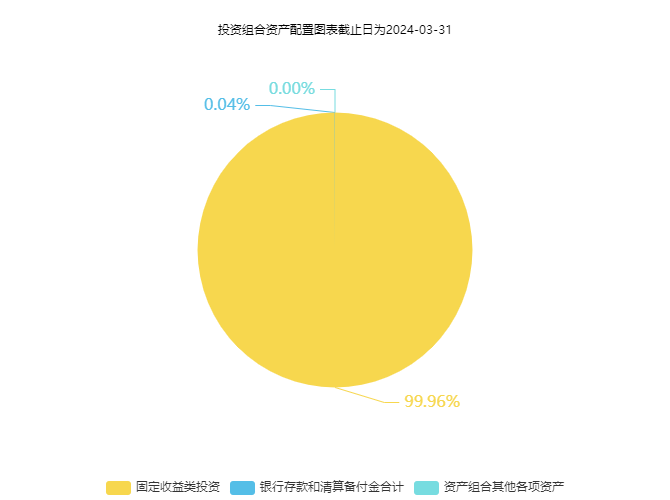 投资组合资产配置图表截止日为2024-03-31
0.00%
0.04%
99.96%
固定收益类投资 银行存款和清算备付金合计 资产组合其他各项资产